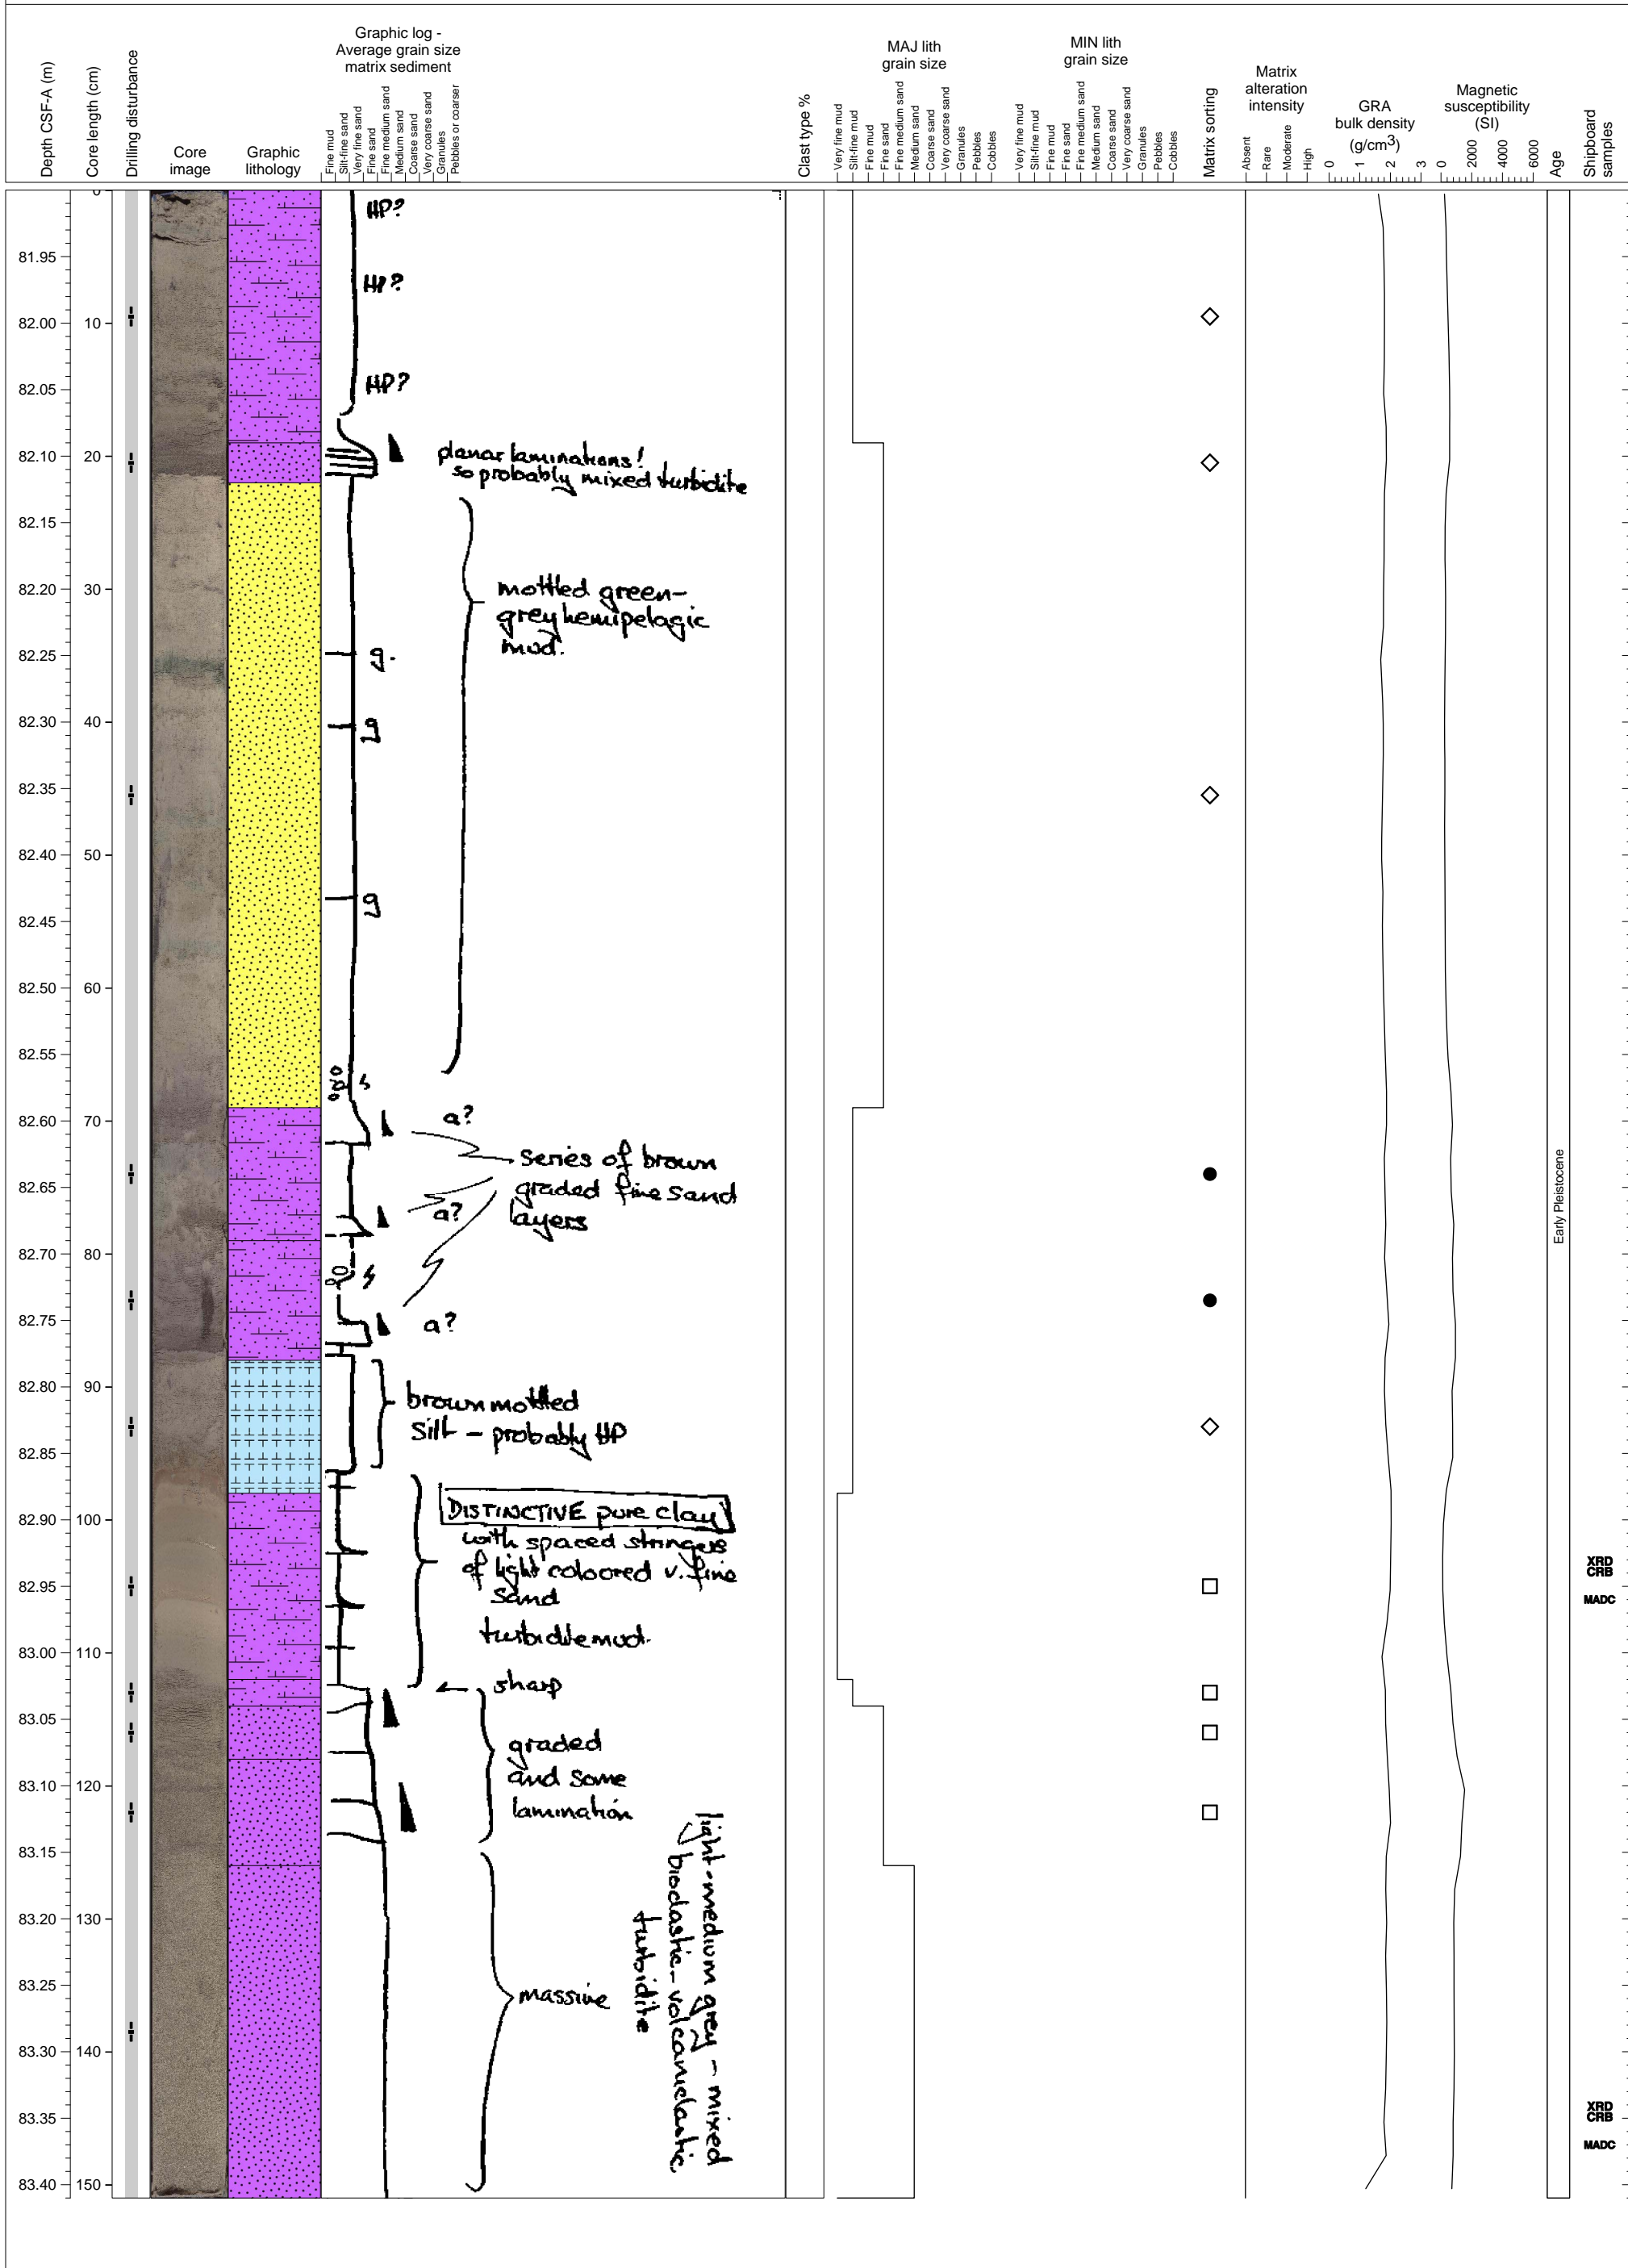 Depth CSF-A (m)
Core length (cm)
Drilling disturbance
Core
image
Graphic
lithology
Graphic log -
Average grain size
matrix sediment
Fine mud
Silt-fine sand
Very fine sand
Fine sand
Fine medium sand
Medium sand
Coarse sand
Very coarse sand
Granules
Pebbles or coarser
Clast type %
MAJ lith
grain size
Very fine mud
Silt-fine mud
Fine mud
Fine sand
Fine medium sand
Medium sand
Coarse sand
Very coarse sand
Granules
Pebbles
Cobbles
MIN lith
grain size
Very fine mud
Silt-fine mud
Fine mud
Fine sand
Fine medium sand
Medium sand
Coarse sand
Very coarse sand
Granules
Pebbles
Cobbles
Matrix sorting
Matrix
alteration
intensity
Absent
Rare
Moderate
High
GRA
bulk density
(g/cm3)
0 1 2 3
Magnetic
susceptibility
(SI)
0 2000 4000 6000
Age
Shipboard
samples
0
81.95
82.00 10
82.05
82.10 20
82.15
82.20 30
82.25
82.30 40
82.35
82.40 50
82.45
82.50 60
82.55
82.60 70
82.65
82.70 80
82.75
82.80 90
82.85
82.90 100
82.95
83.00 110
83.05
83.10 120
83.15
83.20 130
83.25
83.30 140
83.35
83.40 150
HP?
HP?
HP?
planar laminations!
so probably mixed turbidite
mottled green-
grey hemipelagic
mud.
g.
g
g
a?
series of brown
graded fine sand
layers
a?
a?
brown mottled
silt - probably HP
DISTINCTIVE pure clay
with spaced stringers
of light coloored v. fine
sand
turbidite mud.
sharp
graded
and some
lamination
massive
light-medium grey - mixed
bioclastic-volcaniclastic
turbidite
Early Pleistocene
XRD
CRB
MADC
XRD
CRB
MADC